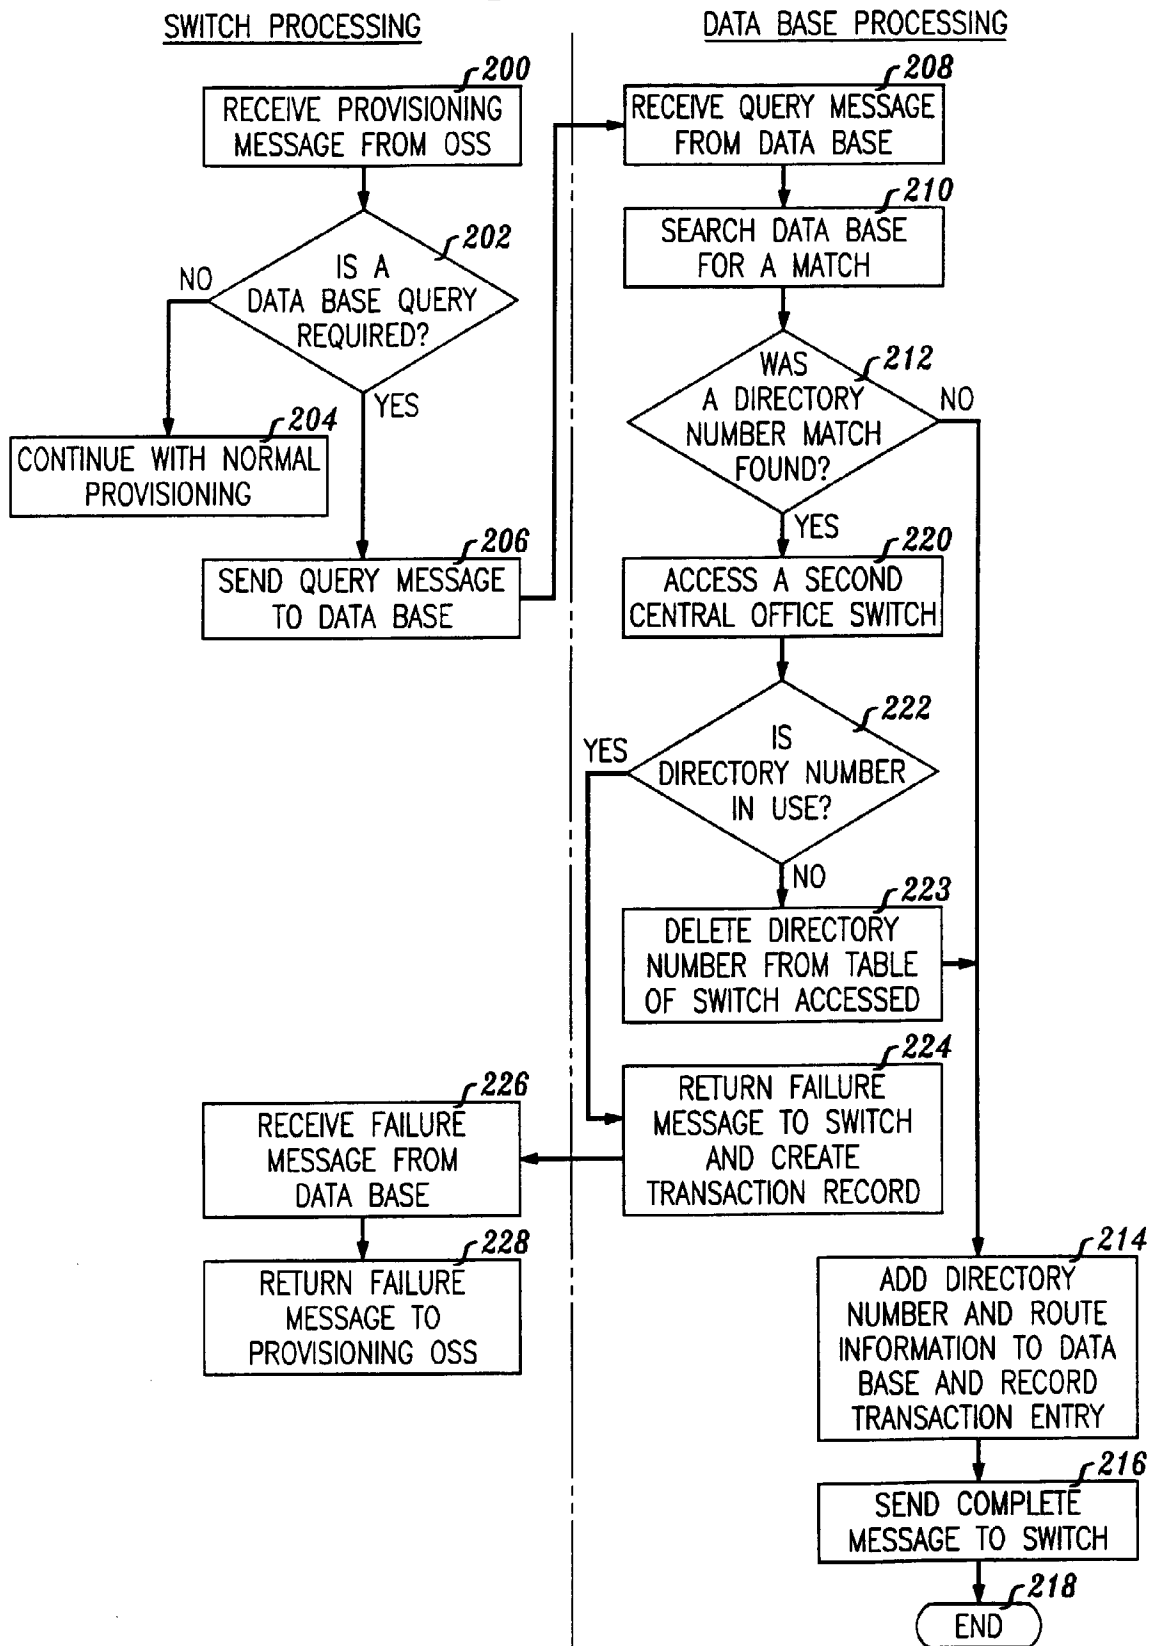 SWITCH PROCESSING
200
RECEIVE PROVISIONING
MESSAGE FROM OSS
202
IS A
DATA BASE QUERY
REQUIRED?
NO
YES
204
CONTINUE WITH NORMAL
PROVISIONING
206
SEND QUERY MESSAGE
TO DATA BASE
DATA BASE PROCESSING
208
RECEIVE QUERY MESSAGE
FROM DATA BASE
210
SEARCH DATA BASE
FOR A MATCH
212
WAS
A DIRECTORY
NUMBER MATCH
FOUND?
NO
YES
220
ACCESS A SECOND
CENTRAL OFFICE SWITCH
222
IS
DIRECTORY NUMBER
IN USE?
YES
NO
223
DELETE DIRECTORY
NUMBER FROM TABLE
OF SWITCH ACCESSED
224
RETURN FAILURE
MESSAGE TO SWITCH
AND CREATE
TRANSACTION RECORD
226
RECEIVE FAILURE
MESSAGE FROM
DATA BASE
228
RETURN FAILURE
MESSAGE TO
PROVISIONING OSS
214
ADD DIRECTORY
NUMBER AND ROUTE
INFORMATION TO DATA
BASE AND RECORD
TRANSACTION ENTRY
216
SEND COMPLETE
MESSAGE TO SWITCH
218
END